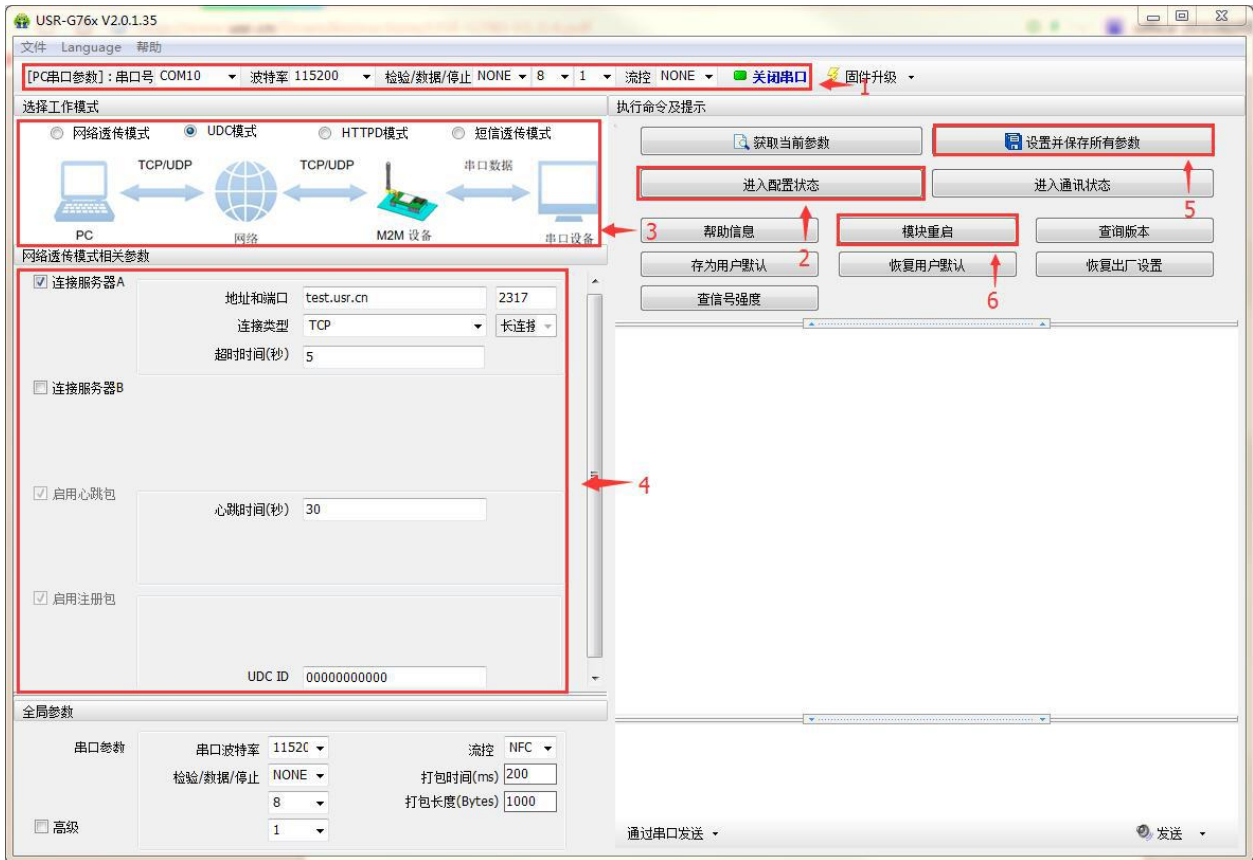 USR-G76x V2.0.1.35
文件 Language 帮助
[PC串口参数]：串口号 COM10 波特率 115200 检验/数据/停止 NONE 8 1 流控 NONE 关闭串口 固件升级
1
选择工作模式
网络透传模式 UDC模式 HTTPD模式 短信透传模式
TCP/UDP TCP/UDP 串口数据
PC 网络 M2M 设备 串口设备
3
网络透传模式相关参数
连接服务器A
地址和端口 test.usr.cn 2317
连接类型 TCP 长连接
超时时间(秒) 5
连接服务器B
启用心跳包
心跳时间(秒) 30
4
启用注册包
UDC ID 00000000000
全局参数
串口参数 串口波特率 11520 流控 NFC
检验/数据/停止 NONE 打包时间(ms) 200
8 打包长度(Bytes) 1000
高级 1
执行命令及提示
获取当前参数 设置并保存所有参数
进入配置状态 进入通讯状态
5
帮助信息 模块重启 查询版本
2
存为用户默认 恢复用户默认 恢复出厂设置
查信号强度 6
通过串口发送 发送